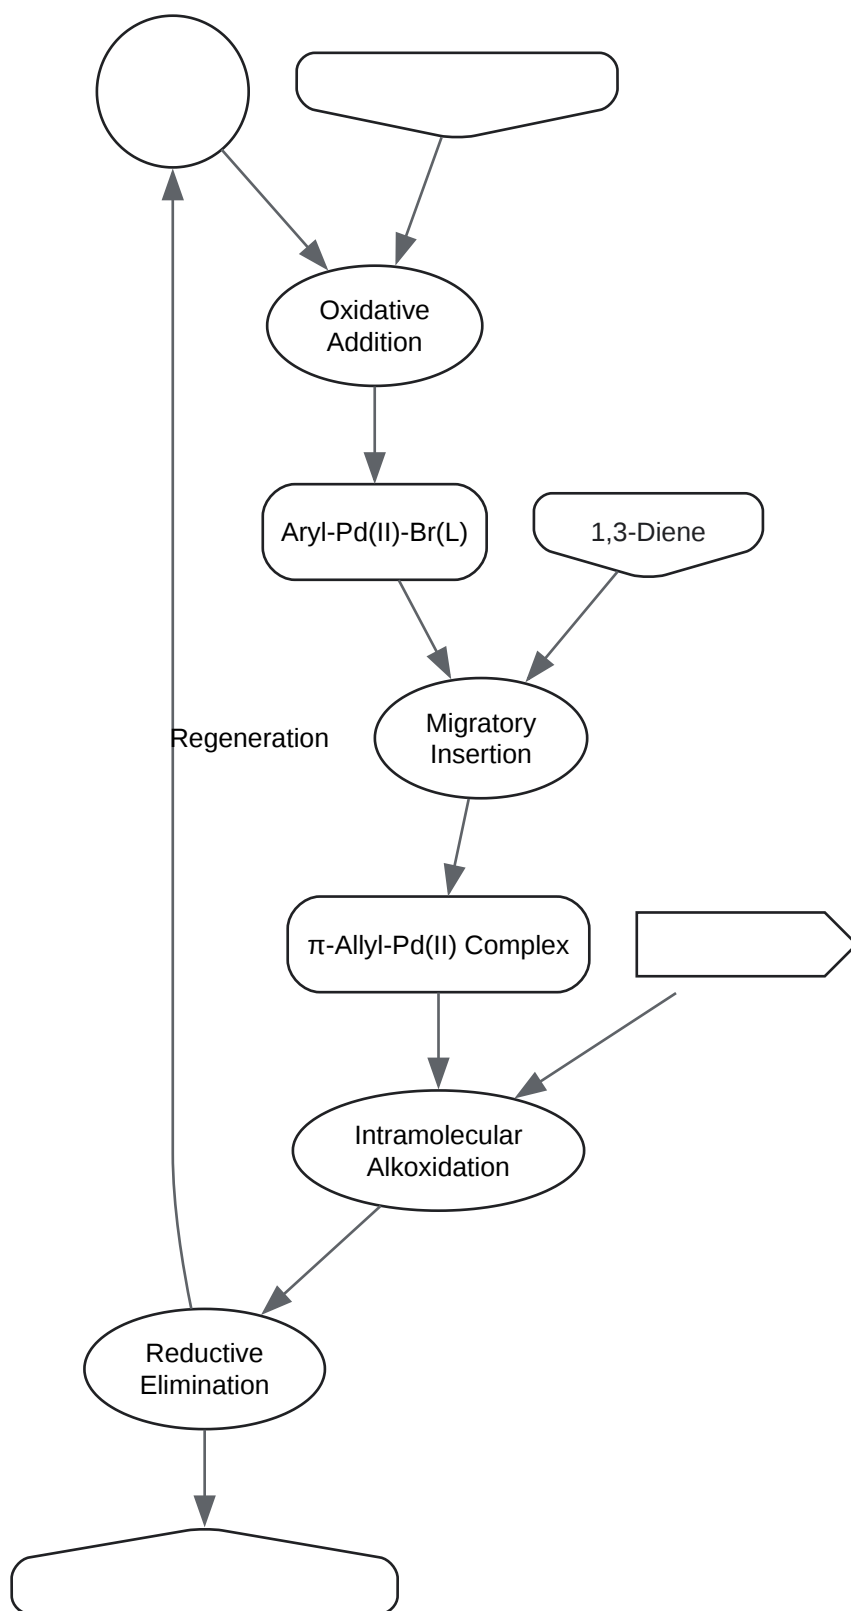 Oxidative
Addition
Aryl-Pd(II)-Br(L)
1,3-Diene
Migratory
Insertion
Regeneration
π-Allyl-Pd(II) Complex
Intramolecular
Alkoxidation
Reductive
Elimination